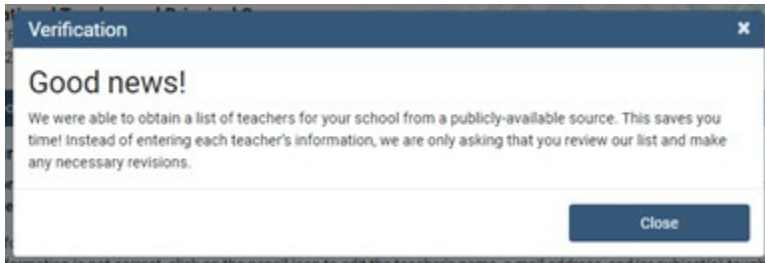 Verification
Good news!
We were able to obtain a list of teachers for your school from a publicly-available source. This saves you
time! Instead of entering each teacher's information, we are only asking that you review our list and make
any necessary revisions.
Close